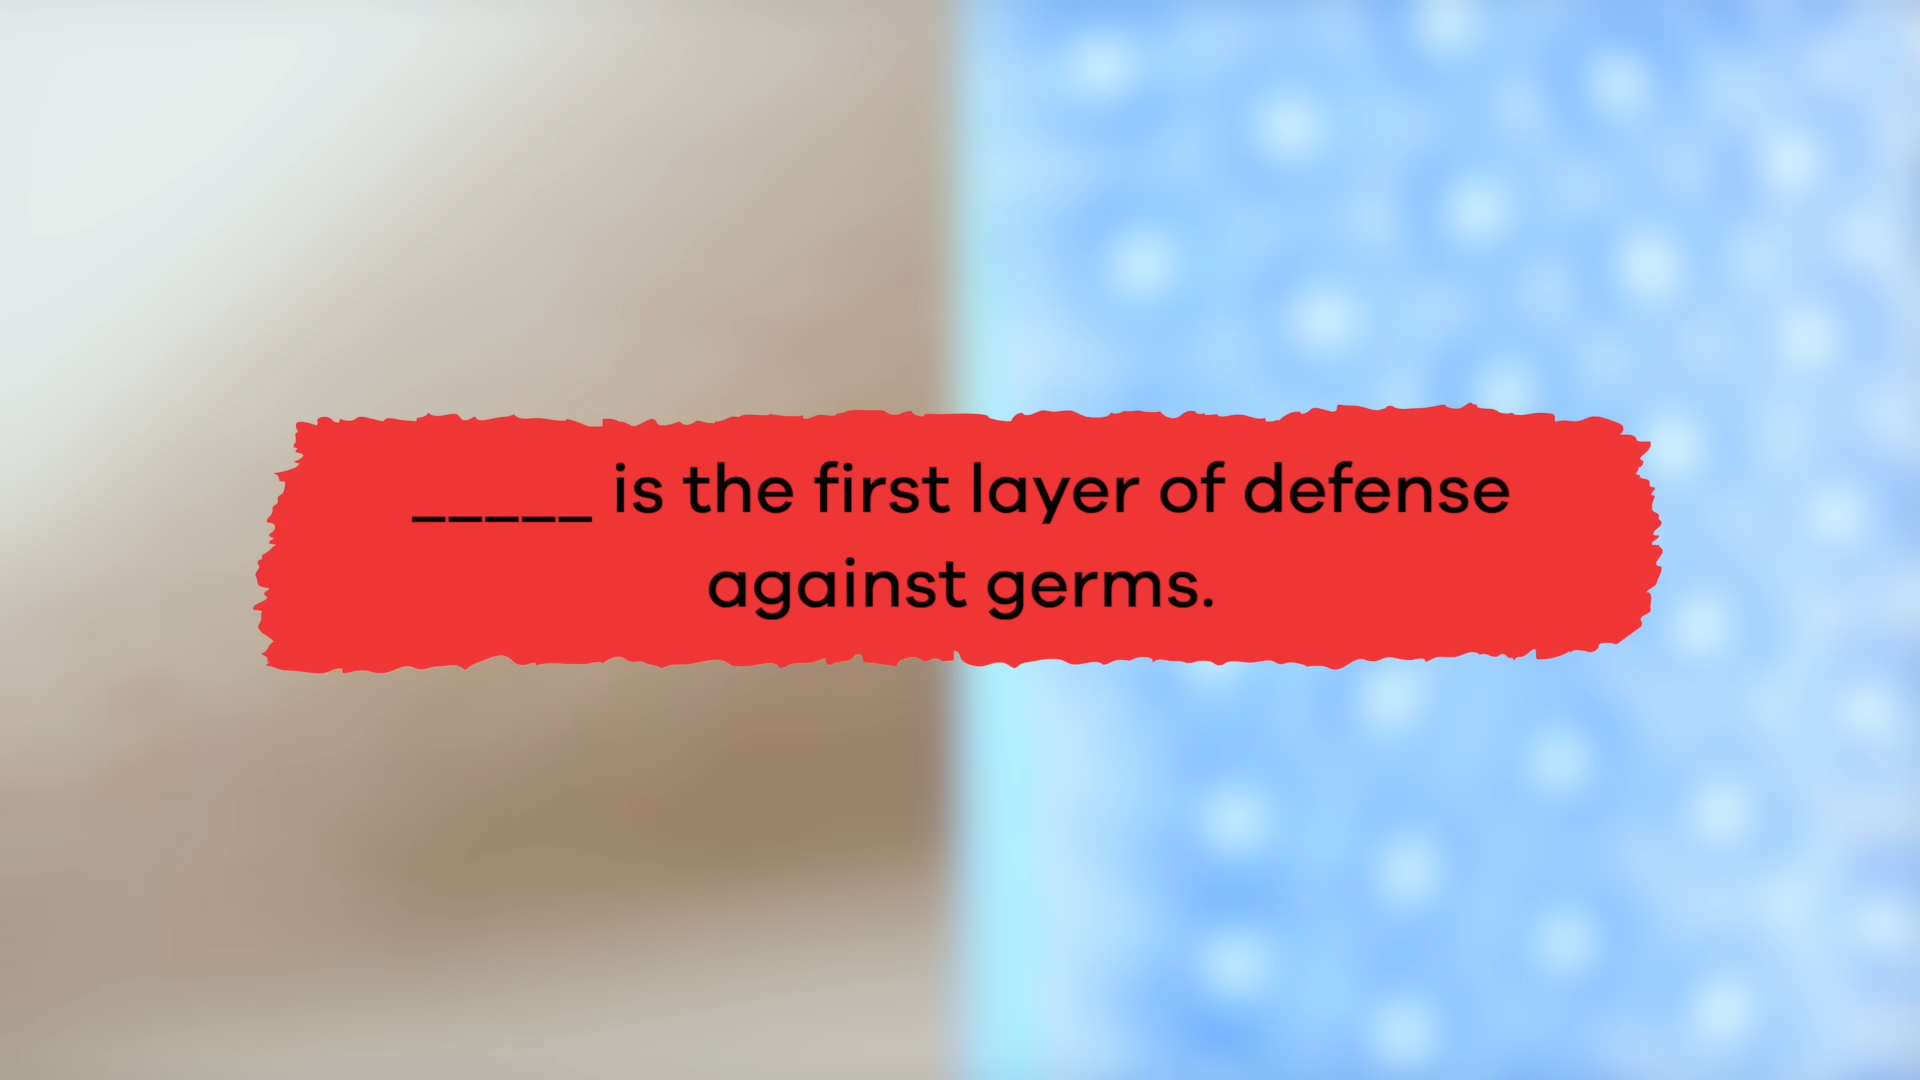 _____ is the first layer of defense
against germs.